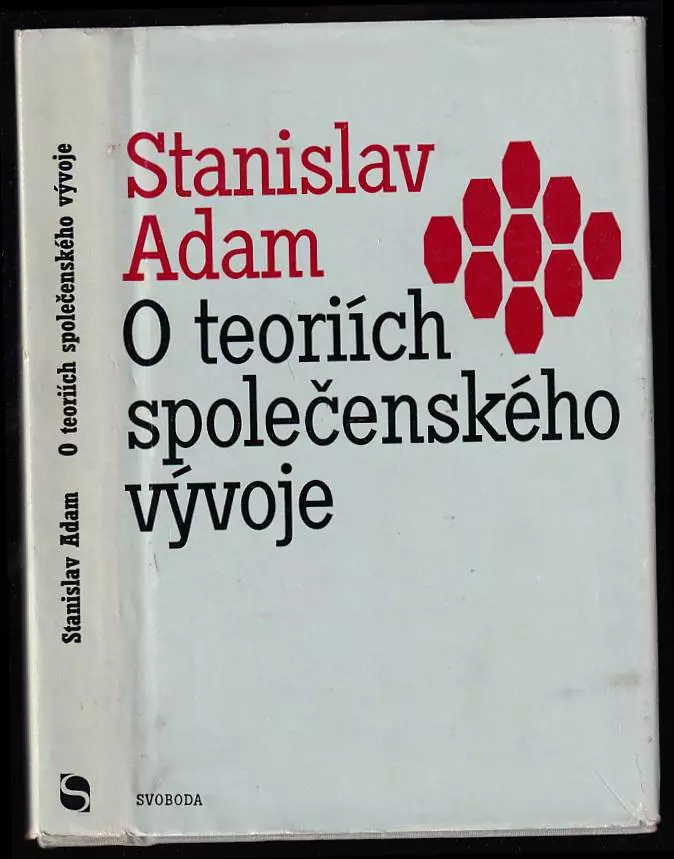 Stanislav
Adam
O teoriích
společenského
vývoje
SVOBODA
Stanislav Adam O teoriích společenského vývoje
S